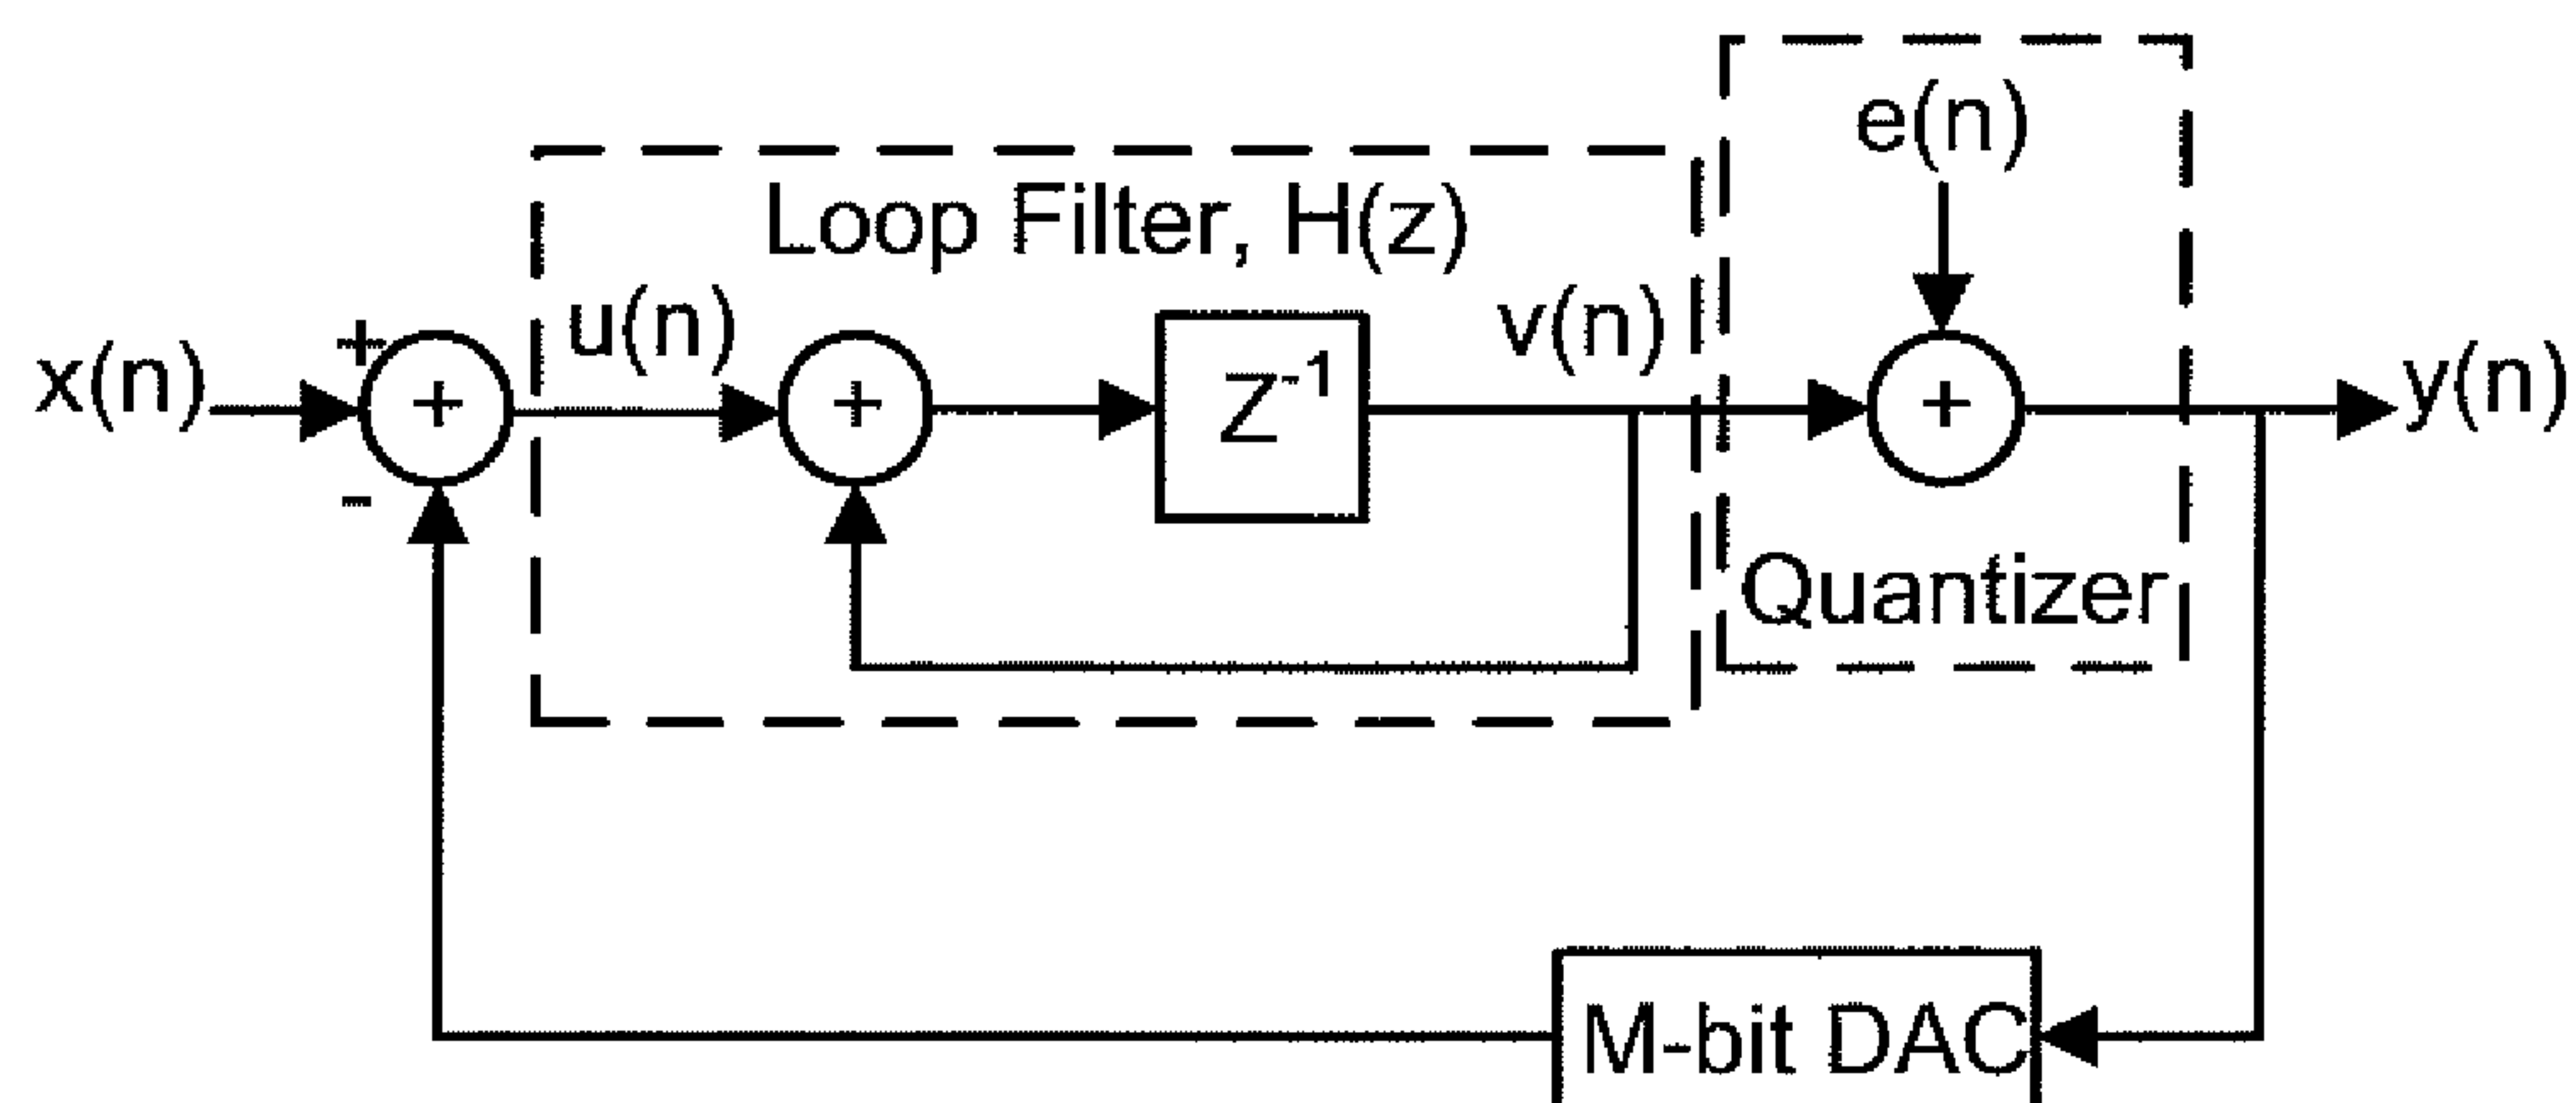 e(n)
Loop Filter, H(z)
x(n)
+
-
+
u(n)
+
Z-1
v(n)
+
y(n)
Quantizer
M-bit DAC